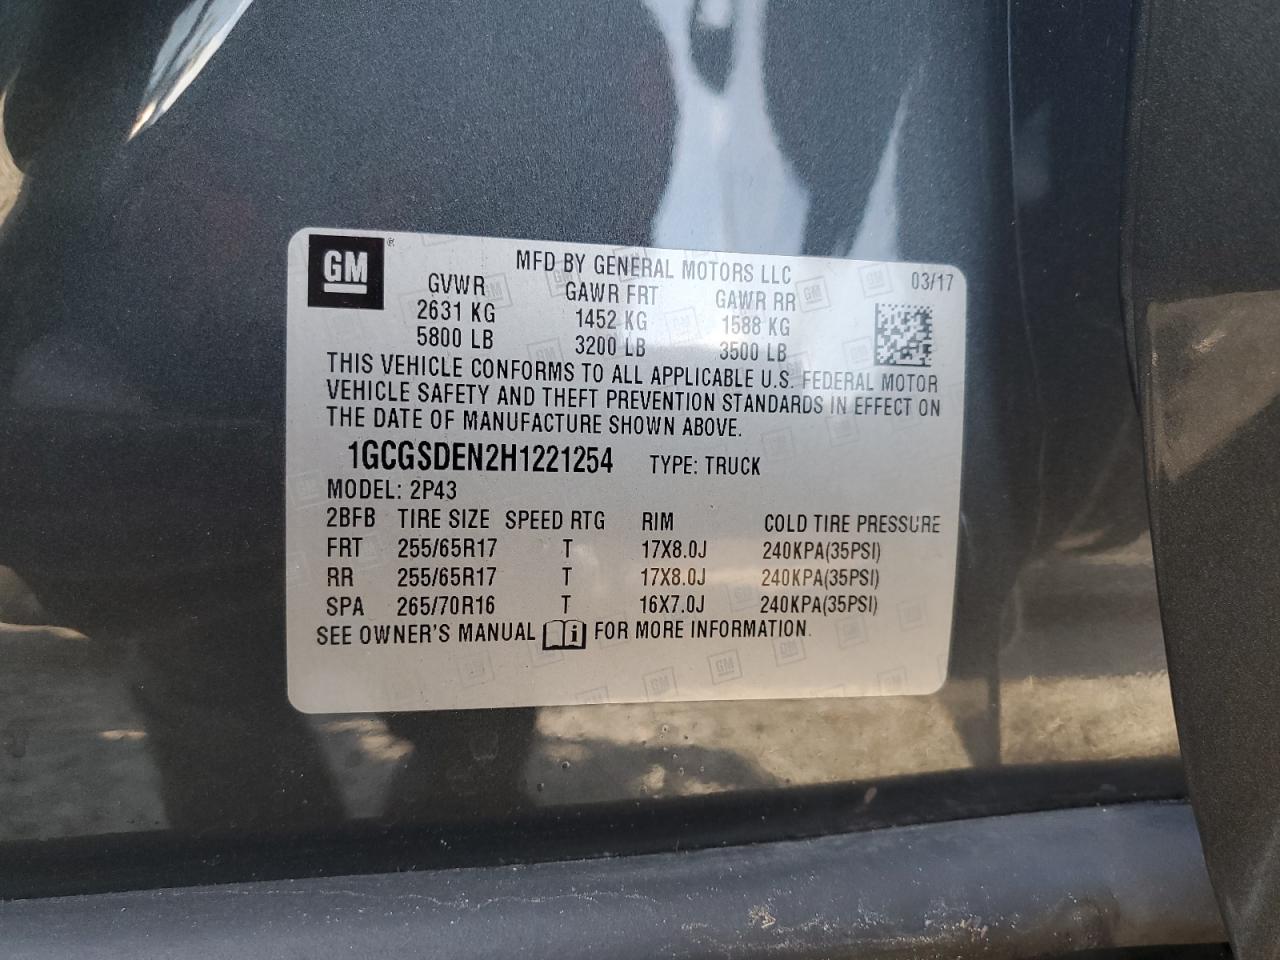 GM ®
MFD BY GENERAL MOTORS LLC 03/17
GVWR GAWR FRT GAWR RR
2631 KG 1452 KG 1588 KG
5800 LB 3200 LB 3500 LB
THIS VEHICLE CONFORMS TO ALL APPLICABLE U.S. FEDERAL MOTOR
VEHICLE SAFETY AND THEFT PREVENTION STANDARDS IN EFFECT ON
THE DATE OF MANUFACTURE SHOWN ABOVE.
1GCGSDEN2H1221254 TYPE: TRUCK
MODEL: 2P43
2BFB TIRE SIZE SPEED RTG RIM COLD TIRE PRESSURE
FRT 255/65R17 T 17X8.0J 240KPA(35PSI)
RR 255/65R17 T 17X8.0J 240KPA(35PSI)
SPA 265/70R16 T 16X7.0J 240KPA(35PSI)
SEE OWNER'S MANUAL i FOR MORE INFORMATION.